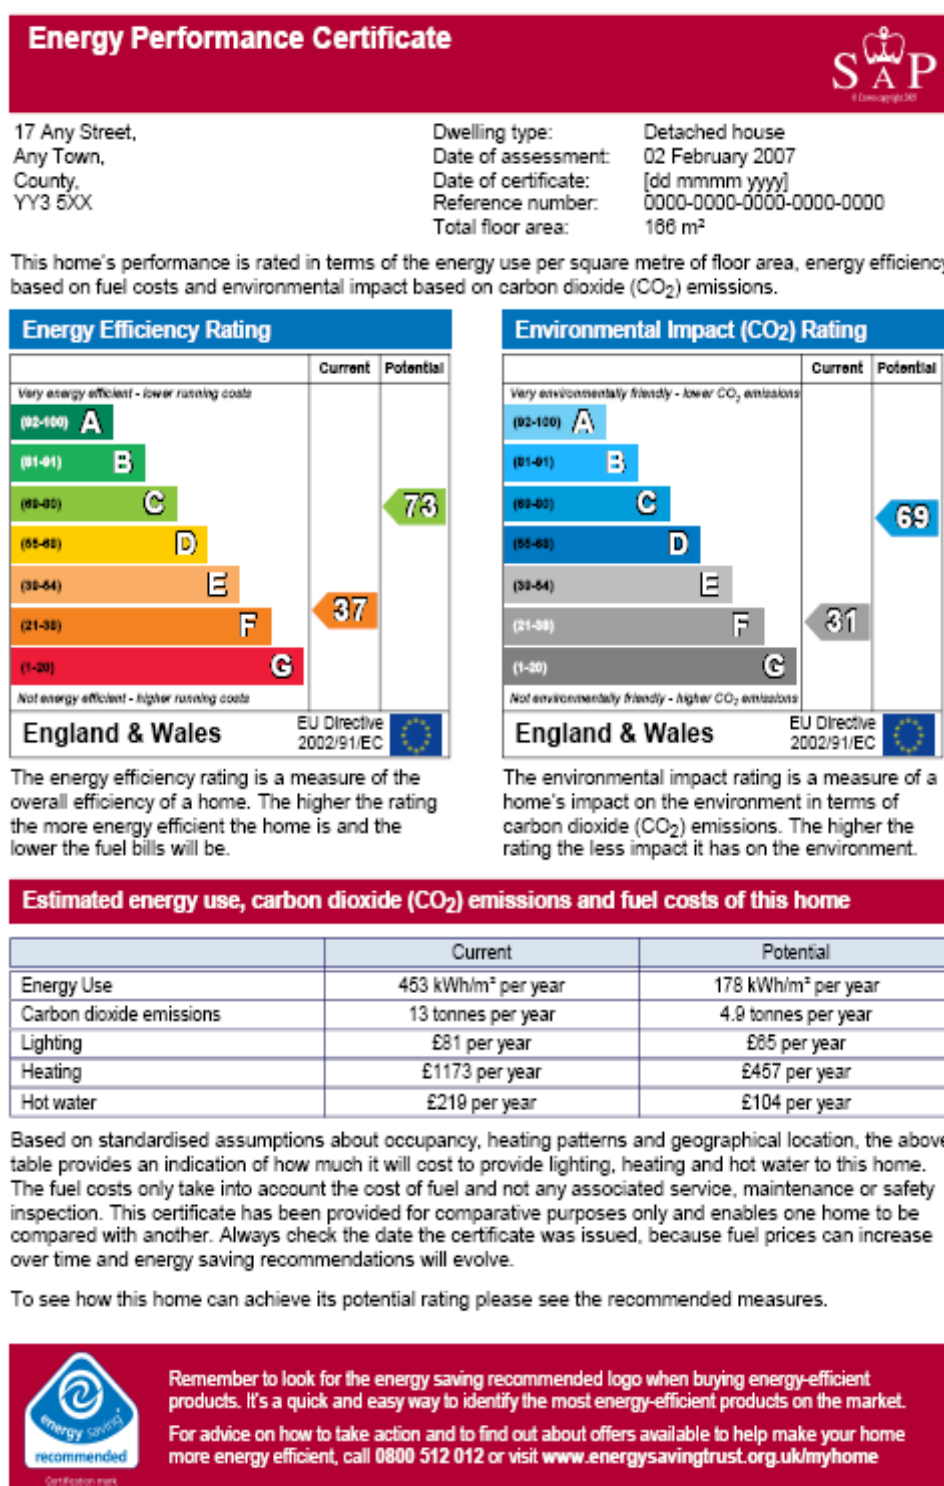 Energy Performance Certificate
SAP
17 Any Street,
Any Town,
County,
YY3 5XX
Dwelling type: Detached house
Date of assessment: 02 February 2007
Date of certificate: [dd mmmm yyyy]
Reference number: 0000-0000-0000-0000-0000
Total floor area: 166 m²
This home's performance is rated in terms of the energy use per square metre of floor area, energy efficiency
based on fuel costs and environmental impact based on carbon dioxide (CO₂) emissions.
Energy Efficiency Rating
Current Potential
Very energy efficient - lower running costs
(92-100) A
(81-91) B
(69-80) C
73
(55-68) D
(39-54) E
(21-38) F
37
(1-20) G
Not energy efficient - higher running costs
England & Wales
EU Directive
2002/91/EC
The energy efficiency rating is a measure of the
overall efficiency of a home. The higher the rating
the more energy efficient the home is and the
lower the fuel bills will be.
Environmental Impact (CO₂) Rating
Current Potential
Very environmentally friendly - lower CO₂ emissions
(92-100) A
(81-91) B
(69-80) C
69
(55-68) D
(39-54) E
(21-38) F
31
(1-20) G
Not environmentally friendly - higher CO₂ emissions
England & Wales
EU Directive
2002/91/EC
The environmental impact rating is a measure of a
home's impact on the environment in terms of
carbon dioxide (CO₂) emissions. The higher the
rating the less impact it has on the environment.
Estimated energy use, carbon dioxide (CO₂) emissions and fuel costs of this home
Current Potential
Energy Use 453 kWh/m² per year 178 kWh/m² per year
Carbon dioxide emissions 13 tonnes per year 4.9 tonnes per year
Lighting £81 per year £65 per year
Heating £1173 per year £457 per year
Hot water £219 per year £104 per year
Based on standardised assumptions about occupancy, heating patterns and geographical location, the above
table provides an indication of how much it will cost to provide lighting, heating and hot water to this home.
The fuel costs only take into account the cost of fuel and not any associated service, maintenance or safety
inspection. This certificate has been provided for comparative purposes only and enables one home to be
compared with another. Always check the date the certificate was issued, because fuel prices can increase
over time and energy saving recommendations will evolve.
To see how this home can achieve its potential rating please see the recommended measures.
energy saving
recommended
Certification mark
Remember to look for the energy saving recommended logo when buying energy-efficient
products. It's a quick and easy way to identify the most energy-efficient products on the market.
For advice on how to take action and to find out about offers available to help make your home
more energy efficient, call 0800 512 012 or visit www.energysavingtrust.org.uk/myhome